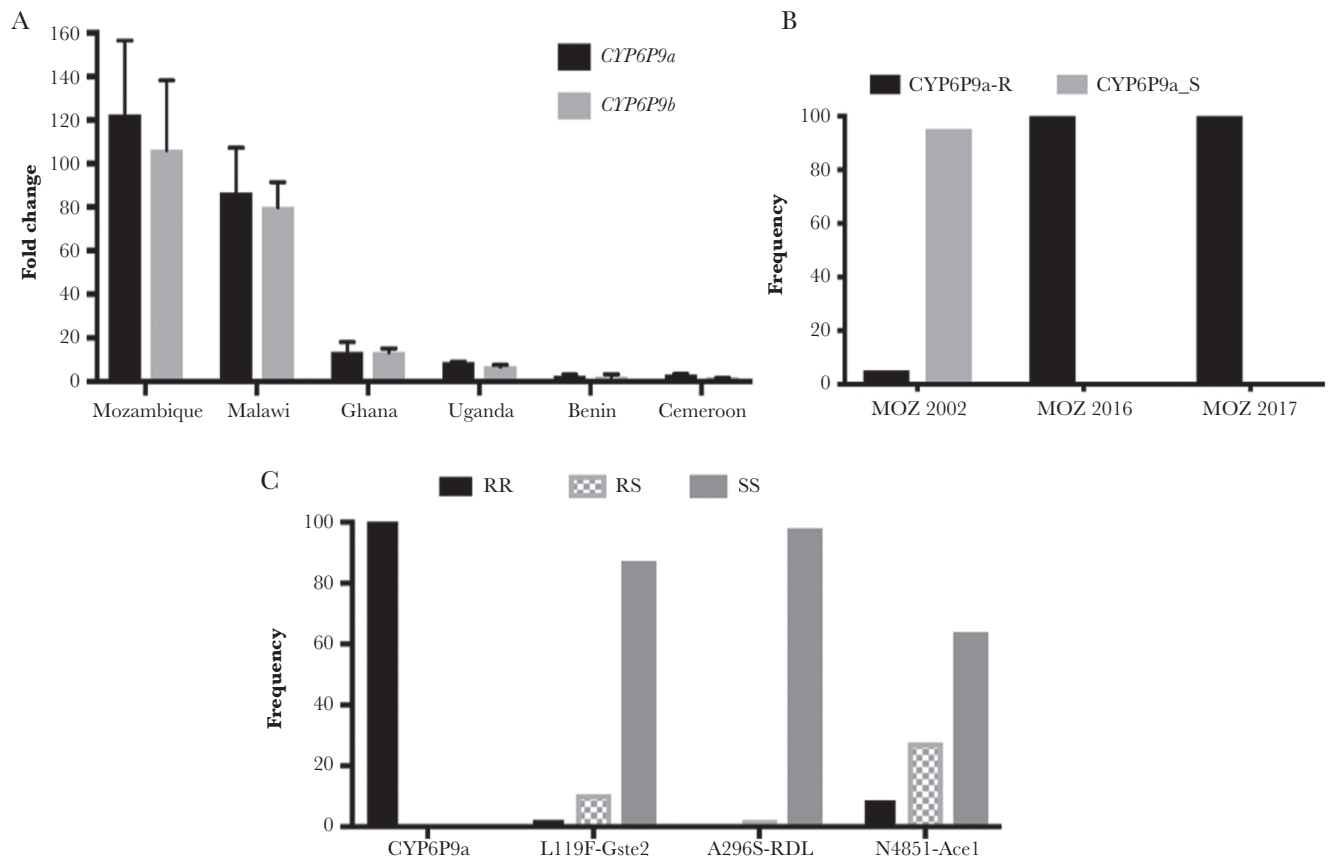 A
160
140
120
100
80
60
40
20
0
Fold change
CYP6P9a
CYP6P9b
Mozambique Malawi Ghana Uganda Benin Cemeroon
B
CYP6P9a-R CYP6P9a_S
100
80
60
40
20
0
Frequency
MOZ 2002 MOZ 2016 MOZ 2017
C
RR RS SS
100
80
60
40
20
0
Frequency
CYP6P9a L119F-Gste2 A296S-RDL N4851-Ace1